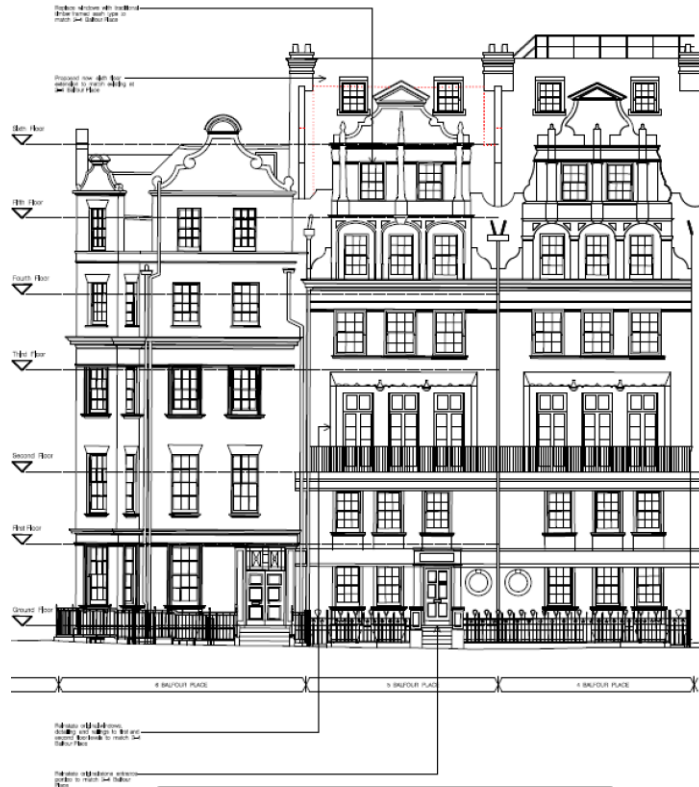 Replace windows with traditional
timber framed sash type to
match 3-4 Balfour Place
Proposed new sixth floor
extension to match existing at
3-4 Balfour Place
Sixth Floor
Fifth Floor
Fourth Floor
Third Floor
Second Floor
First Floor
Ground Floor
6 BALFOUR PLACE
5 BALFOUR PLACE
4 BALFOUR PLACE
Reinstate original windows,
detailing and railings to first and
second floor levels to match 3-4
Balfour Place
Reinstate original stone entrance
portico to match 3-4 Balfour
Place